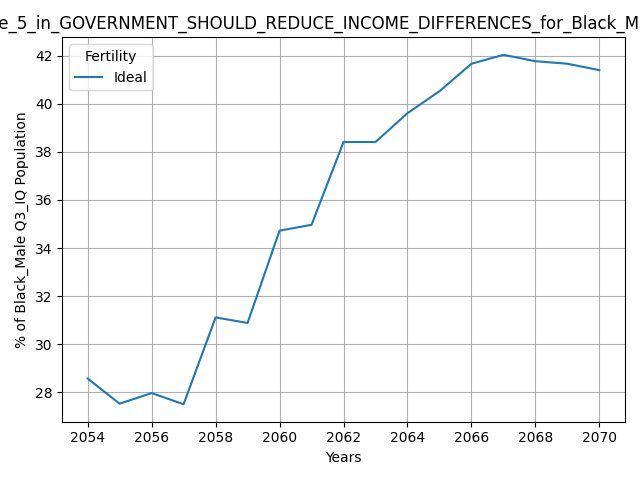 e_5_in_GOVERNMENT_SHOULD_REDUCE_INCOME_DIFFERENCES_for_Black_M
Fertility
Ideal
% of Black_Male Q3_IQ Population
42
40
38
36
34
32
30
28
2054 2056 2058 2060 2062 2064 2066 2068 2070
Years